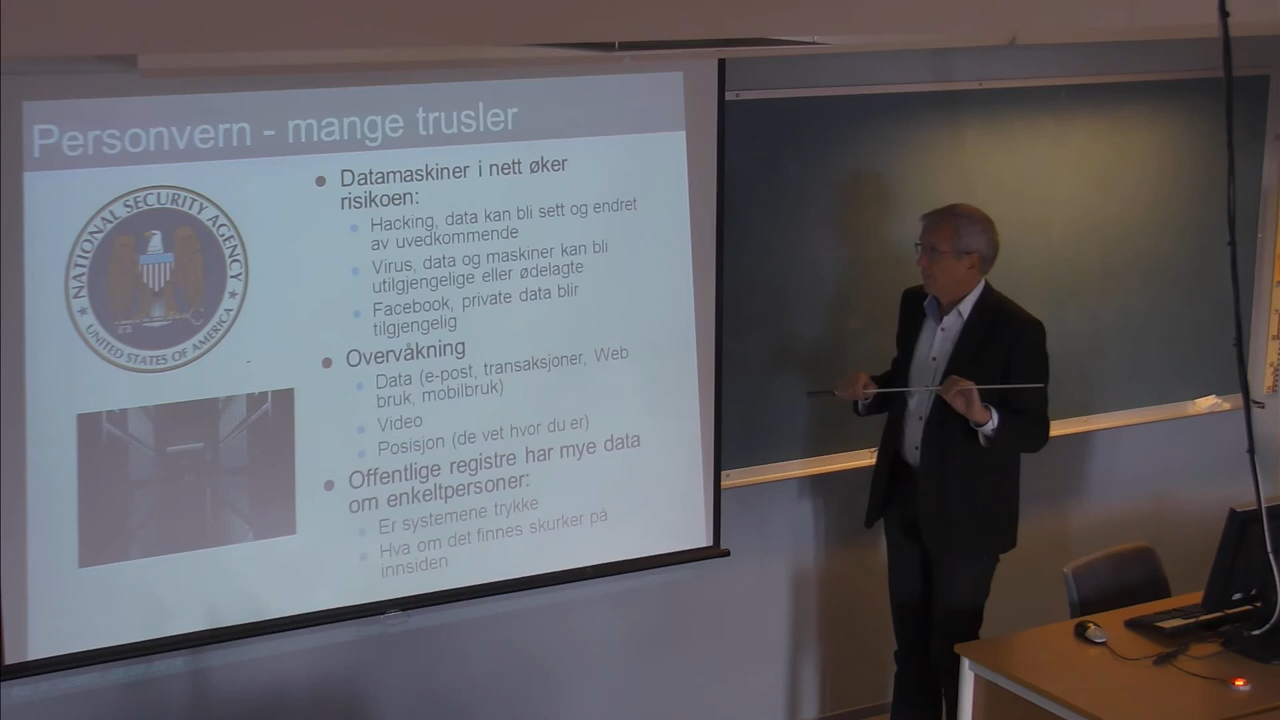 Personvern - mange trusler
NATIONAL SECURITY AGENCY
UNITED STATES OF AMERICA
Datamaskiner i nett øker
risikoen:
Hacking, data kan bli sett og endret
av uvedkommende
Virus, data og maskiner kan bli
utilgjengelige eller ødelagte
Facebook, private data blir
tilgjengelig
Overvåkning
Data (e-post, transaksjoner, Web
bruk, mobilbruk)
Video
Posisjon (de vet hvor du er)
Offentlige registre har mye data
om enkeltpersoner:
Er systemene trykke
Hva om det finnes skurker på
innsiden